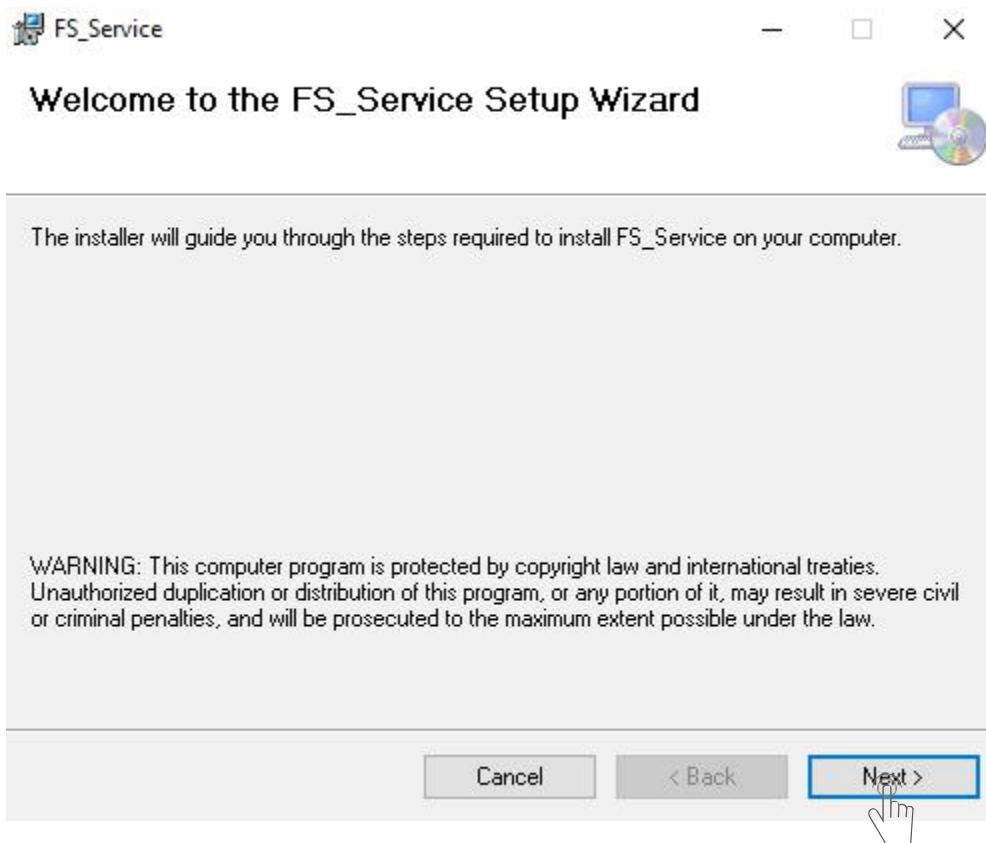 FS_Service
Welcome to the FS_Service Setup Wizard
The installer will guide you through the steps required to install FS_Service on your computer.
WARNING: This computer program is protected by copyright law and international treaties.
Unauthorized duplication or distribution of this program, or any portion of it, may result in severe civil
or criminal penalties, and will be prosecuted to the maximum extent possible under the law.
Cancel < Back Next >